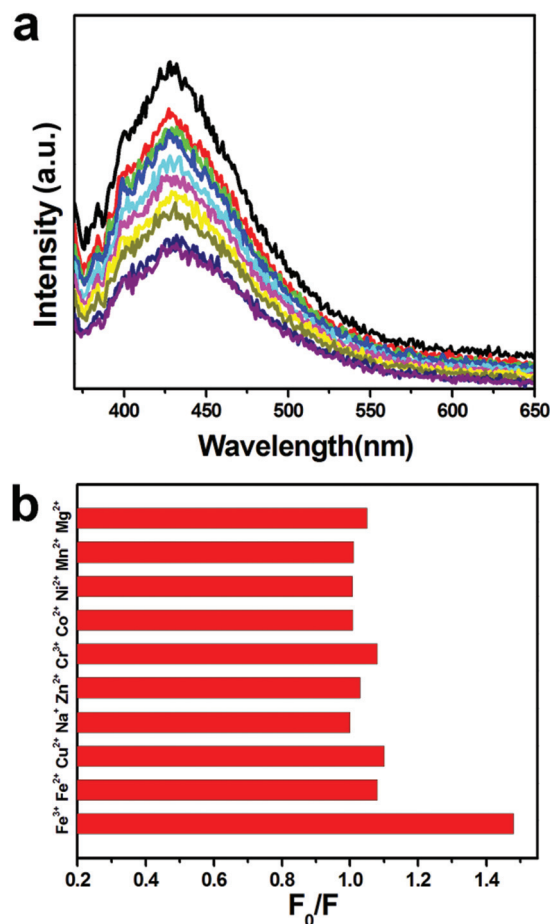 a
Intensity (a.u.)
400 450 500 550 600 650
Wavelength(nm)
b
Mg²⁺
Mn²⁺
Ni²⁺
Co²⁺
Cr³⁺
Zn²⁺
Na⁺
Cu²⁺
Fe²⁺
Fe³⁺
0.2 0.4 0.6 0.8 1.0 1.2 1.4
F₀/F